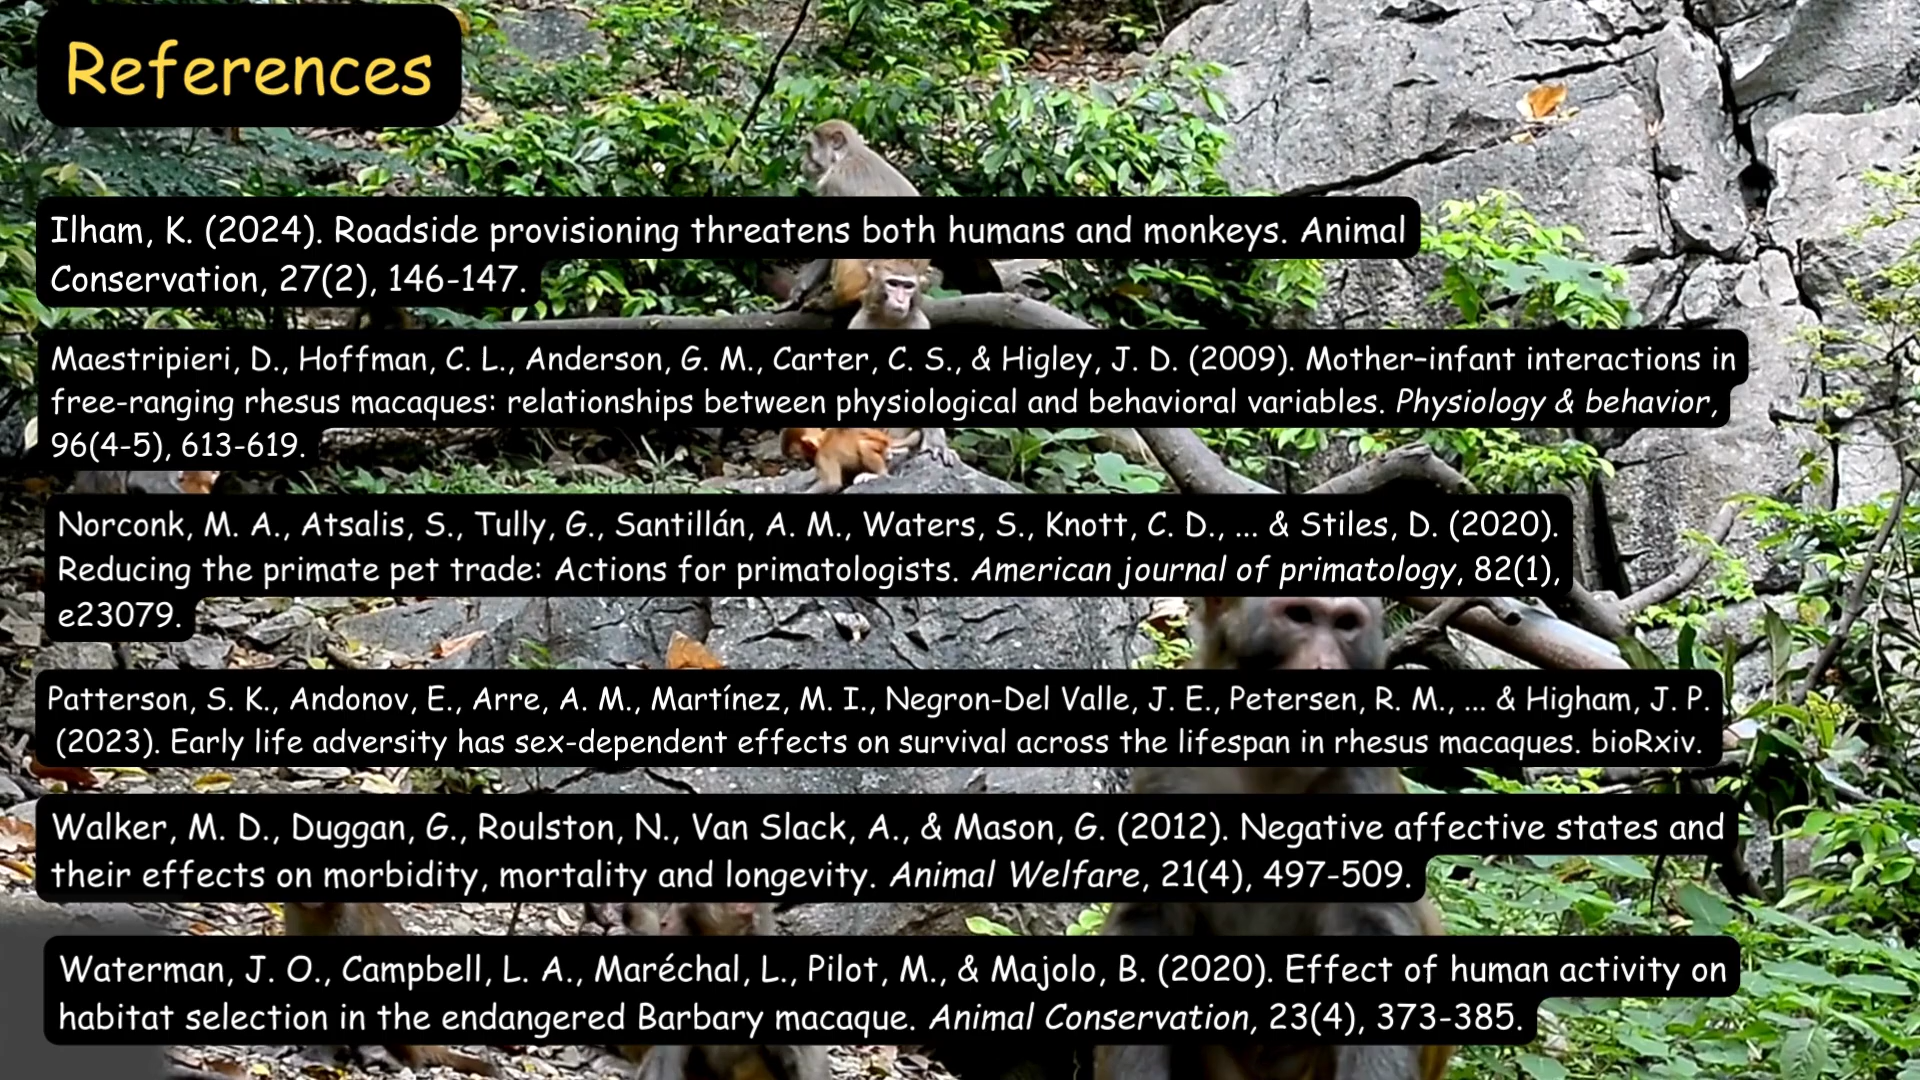 References
Ilham, K. (2024). Roadside provisioning threatens both humans and monkeys. Animal
Conservation, 27(2), 146-147.
Maestripieri, D., Hoffman, C. L., Anderson, G. M., Carter, C. S., & Higley, J. D. (2009). Mother–infant interactions in
free-ranging rhesus macaques: relationships between physiological and behavioral variables. Physiology & behavior,
96(4-5), 613-619.
Norconk, M. A., Atsalis, S., Tully, G., Santillán, A. M., Waters, S., Knott, C. D., ... & Stiles, D. (2020).
Reducing the primate pet trade: Actions for primatologists. American journal of primatology, 82(1),
e23079.
Patterson, S. K., Andonov, E., Arre, A. M., Martínez, M. I., Negron-Del Valle, J. E., Petersen, R. M., ... & Higham, J. P.
(2023). Early life adversity has sex-dependent effects on survival across the lifespan in rhesus macaques. bioRxiv.
Walker, M. D., Duggan, G., Roulston, N., Van Slack, A., & Mason, G. (2012). Negative affective states and
their effects on morbidity, mortality and longevity. Animal Welfare, 21(4), 497-509.
Waterman, J. O., Campbell, L. A., Maréchal, L., Pilot, M., & Majolo, B. (2020). Effect of human activity on
habitat selection in the endangered Barbary macaque. Animal Conservation, 23(4), 373-385.